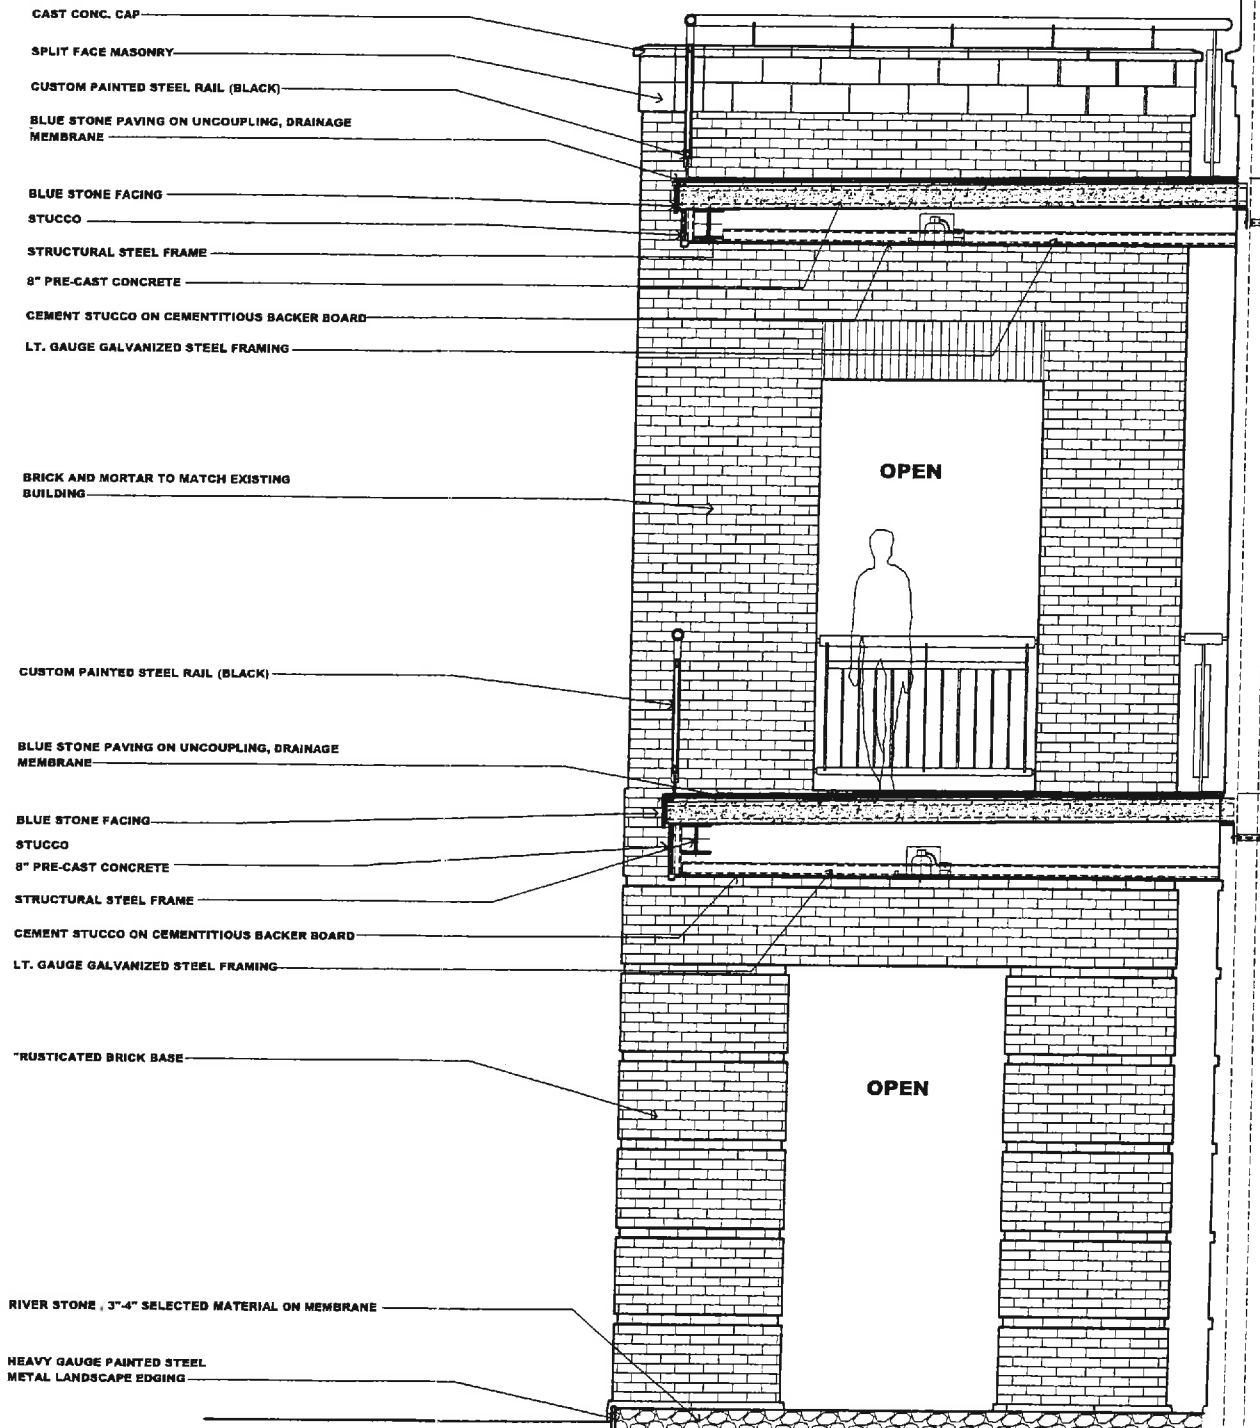 CAST CONC. CAP
SPLIT FACE MASONRY
CUSTOM PAINTED STEEL RAIL (BLACK)
BLUE STONE PAVING ON UNCOUPLING, DRAINAGE
MEMBRANE
BLUE STONE FACING
STUCCO
STRUCTURAL STEEL FRAME
8" PRE-CAST CONCRETE
CEMENT STUCCO ON CEMENTITIOUS BACKER BOARD
LT. GAUGE GALVANIZED STEEL FRAMING
OPEN
BRICK AND MORTAR TO MATCH EXISTING
BUILDING
CUSTOM PAINTED STEEL RAIL (BLACK)
BLUE STONE PAVING ON UNCOUPLING, DRAINAGE
MEMBRANE
BLUE STONE FACING
STUCCO
8" PRE-CAST CONCRETE
STRUCTURAL STEEL FRAME
CEMENT STUCCO ON CEMENTITIOUS BACKER BOARD
LT. GAUGE GALVANIZED STEEL FRAMING
"RUSTICATED BRICK BASE
OPEN
RIVER STONE , 3"-4" SELECTED MATERIAL ON MEMBRANE
HEAVY GAUGE PAINTED STEEL
METAL LANDSCAPE EDGING